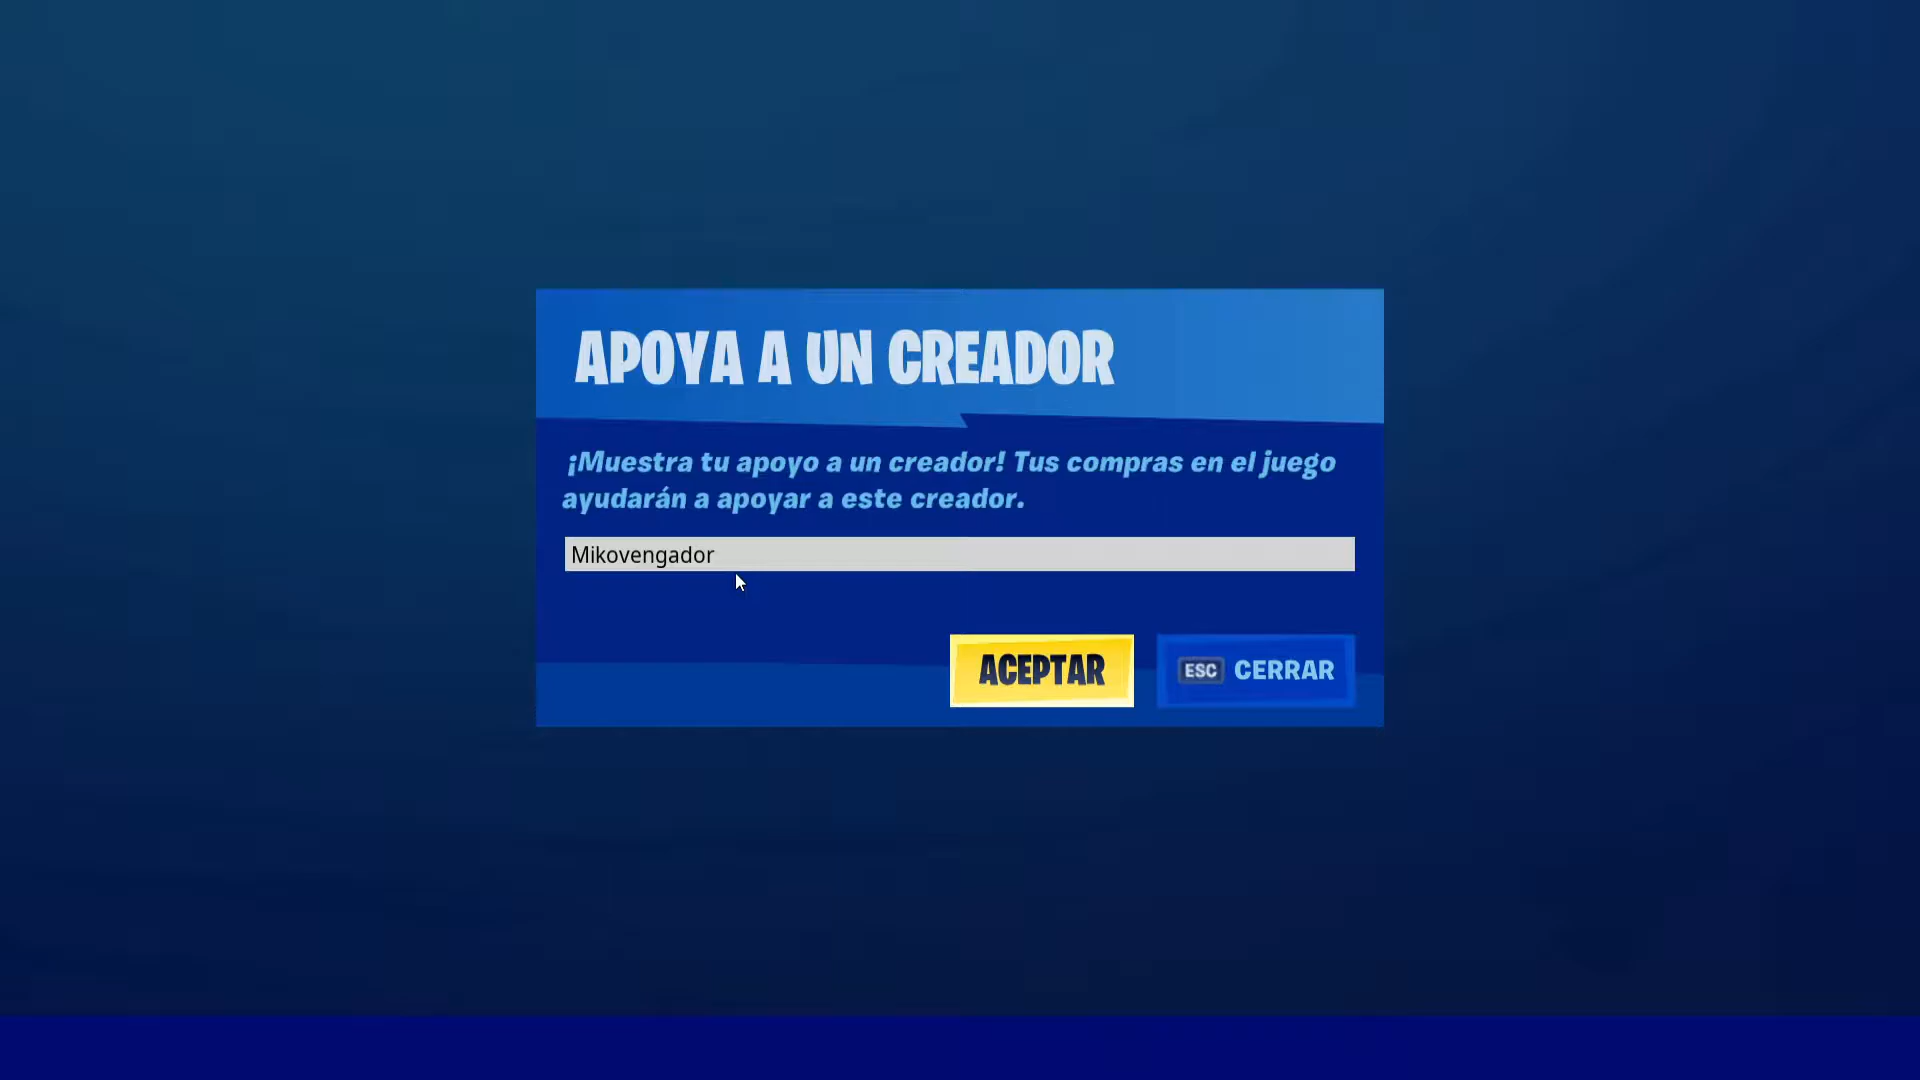 APOYA A UN CREADOR
¡Muestra tu apoyo a un creador! Tus compras en el juego
ayudarán a apoyar a este creador.
Mikovengador
ACEPTAR
ESC CERRAR